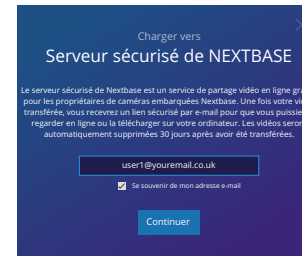 Charger vers
Serveur sécurisé de NEXTBASE
Le serveur sécurisé de Nextbase est un service de partage vidéo en ligne
pour les propriétaires de caméras embarquées Nextbase. Une fois votre
transférée, vous recevrez un lien sécurisé par e-mail pour que vous
regarder en ligne ou la télécharger sur votre ordinateur. Les vidéos
automatiquement supprimées 30 jours après avoir été transférées.
user1@youremail.co.uk
Se souvenir de mon adresse e-mail
Continuer